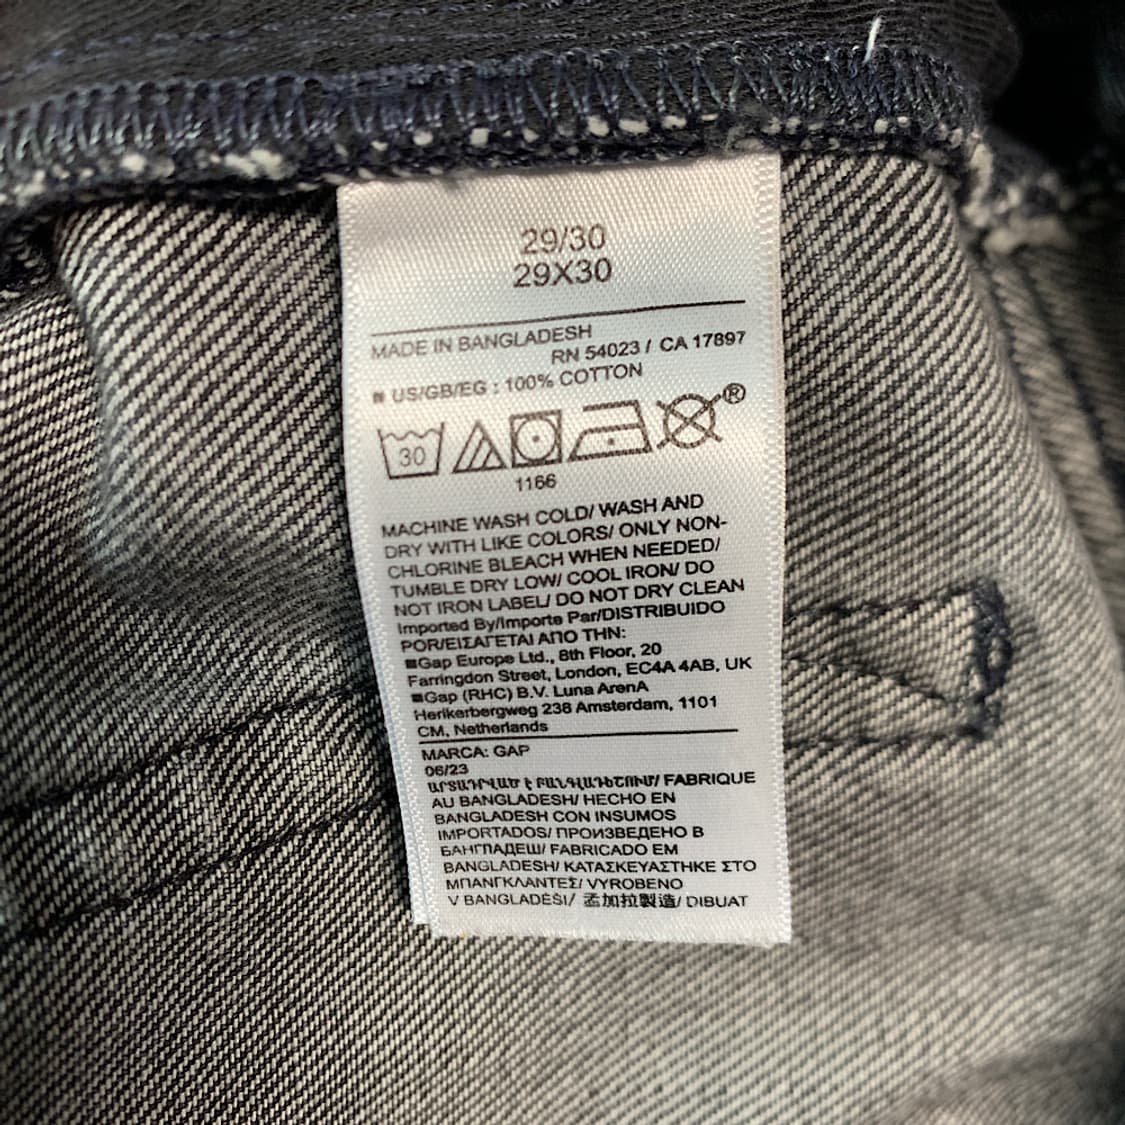 29/30
29X30
MADE IN BANGLADESH
RN 54023 / CA 17897
US/GB/EG : 100% COTTON
30
®
1166
MACHINE WASH COLD/ WASH AND
DRY WITH LIKE COLORS/ ONLY NON-
CHLORINE BLEACH WHEN NEEDED/
TUMBLE DRY LOW/ COOL IRON/ DO
NOT IRON LABEL/ DO NOT DRY CLEAN
Imported By/Importe Par/DISTRIBUIDO
POR/ΕΙΣΑΓΕΤΑΙ ΑΠΟ ΤΗΝ:
Gap Europe Ltd., 8th Floor, 20
Farringdon Street, London, EC4A 4AB, UK
Gap (RHC) B.V. Luna ArenA
Herikerbergweg 238 Amsterdam, 1101
CM, Netherlands
MARCA: GAP
06/23
ԱՐՏԱԴՐՎԱԾ Է ԲԱՆԳԼԱԴԵՇՈՒՄ/ FABRIQUE
AU BANGLADESH/ HECHO EN
BANGLADESH CON INSUMOS
IMPORTADOS/ ПРОИЗВЕДЕНО В
БАНГЛАДЕШ/ FABRICADO EM
BANGLADESH/ ΚΑΤΑΣΚΕΥΑΣΤΗΚΕ ΣΤΟ
ΜΠΑΝΓΚΛΑΝΤΕΣ/ VYROBENO
V BANGLADÉŠI/ 孟加拉製造/ DIBUAT